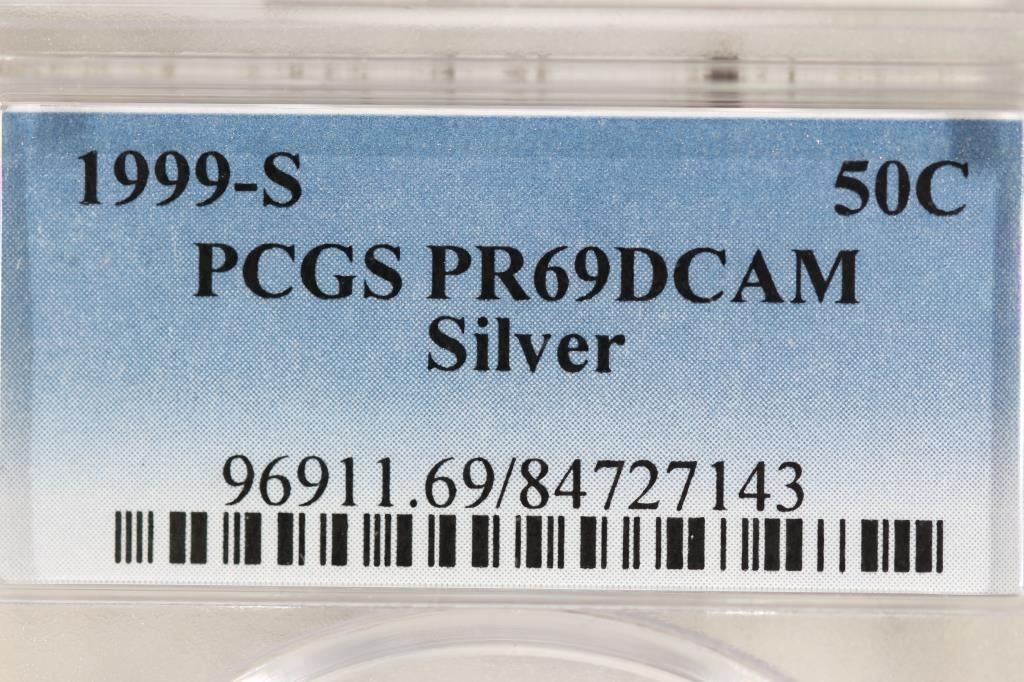 1999-S 50C
PCGS PR69DCAM
Silver
96911.69/84727143